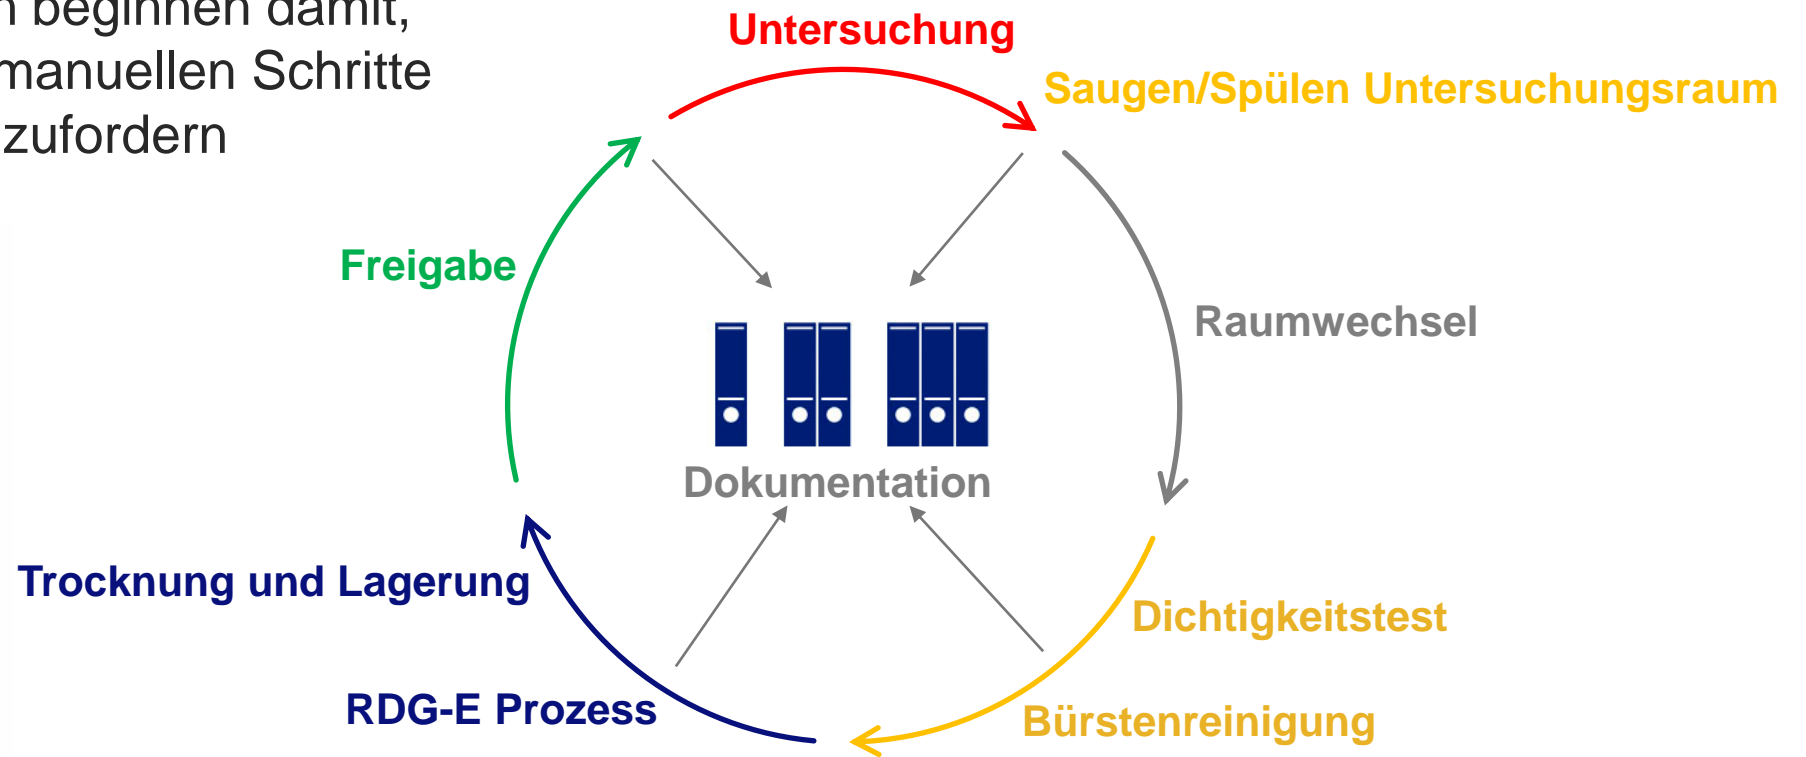 beginnen damit,
manuellen Schritte
zufordern
Untersuchung
Saugen/Spülen Untersuchungsraum
Freigabe
Raumwechsel
Dokumentation
Trocknung und Lagerung
Dichtigkeitstest
RDG-E Prozess
Bürstenreinigung